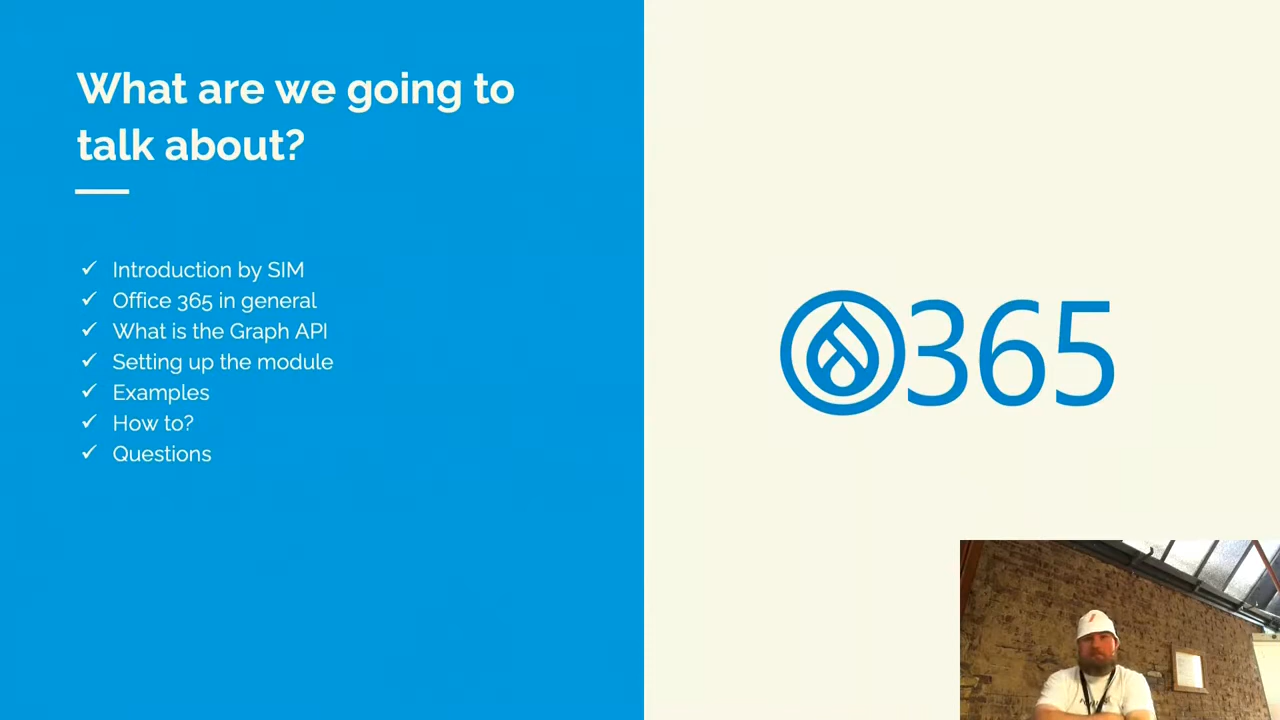 What are we going to
talk about?
Introduction by SIM
Office 365 in general
What is the Graph API
Setting up the module
Examples
How to?
Questions
365